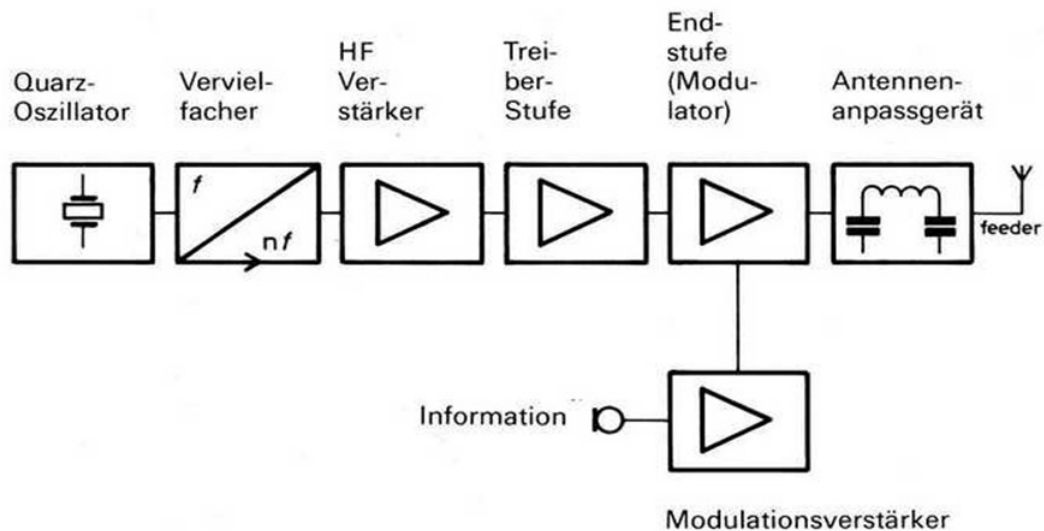 Quarz-
Oszillator
Verviel-
facher
HF
Ver-
stärker
Trei-
ber-
Stufe
End-
stufe
(Modu-
lator)
Antennen-
anpassgerät
f
nf
feeder
Information
Modulationsverstärker